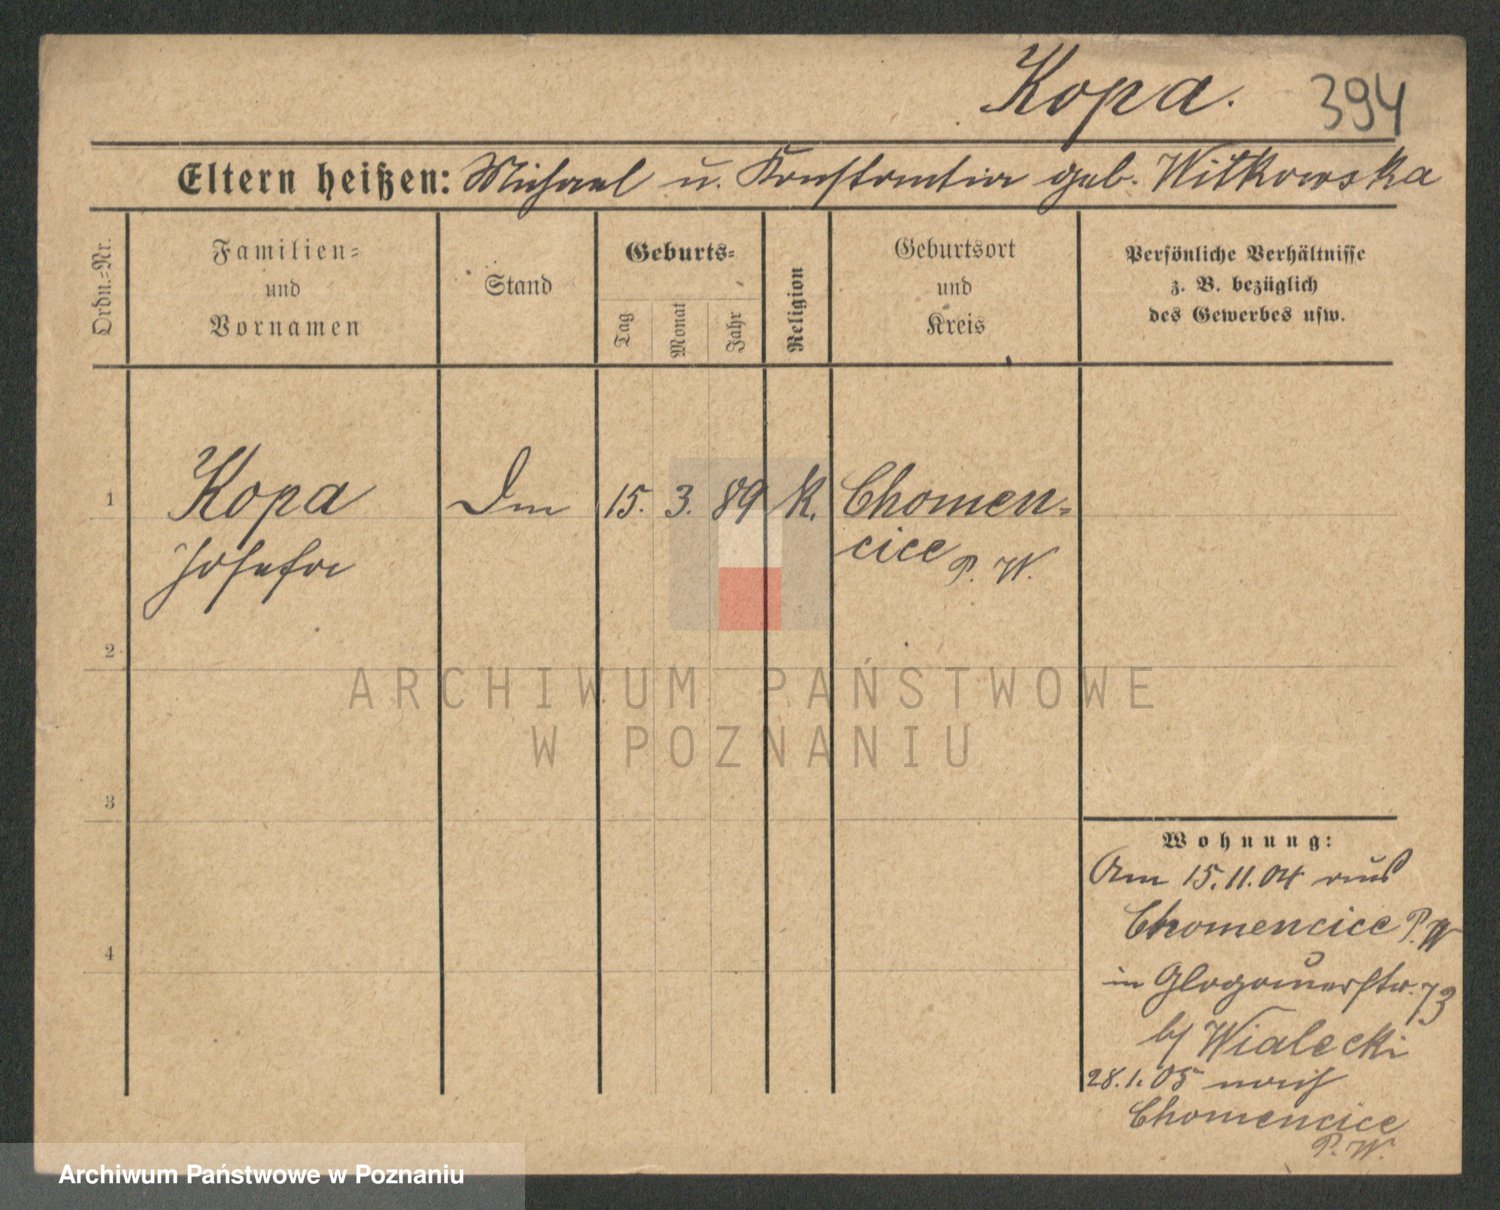 Kopa. 394
Eltern heißen: Michael u. Konstantia geb. Witkowska
Ordn.-Nr.
Familien-
und
Vornamen
Stand
Geburts-
Tag
Monat
Jahr
Religion
Geburtsort
und
Kreis
Persönliche Verhältnisse
z. B. bezüglich
des Gewerbes usw.
1 Kopa 15. 3. 89 K. Chomen-
Josefa cice P. W.
2
ARCHIWUM PAŃSTWOWE
W POZNANIU
3
Wohnung:
Am 15.11.04 aus
Chomencice P. W
4
in Glogauerstr. 73
b/ Wialecki
28.1.05 nach
Chomencice
P. W.
Archiwum Państwowe w Poznaniu